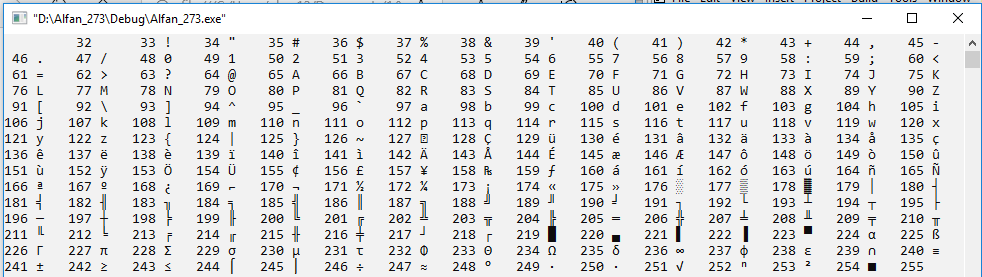 "D:\Alfan_273\Debug\Alfan_273.exe"
32   33 ! 34 " 35 # 36 $ 37 % 38 & 39 ' 40 ( 41 ) 42 * 43 + 44 , 45 -
46 . 47 / 48 0 49 1 50 2 51 3 52 4 53 5 54 6 55 7 56 8 57 9 58 : 59 ; 60 <
61 = 62 > 63 ? 64 @ 65 A 66 B 67 C 68 D 69 E 70 F 71 G 72 H 73 I 74 J 75 K
76 L 77 M 78 N 79 O 80 P 81 Q 82 R 83 S 84 T 85 U 86 V 87 W 88 X 89 Y 90 Z
91 [ 92 \ 93 ] 94 ^ 95 _ 96 ` 97 a 98 b 99 c 100 d 101 e 102 f 103 g 104 h 105 i
106 j 107 k 108 l 109 m 110 n 111 o 112 p 113 q 114 r 115 s 116 t 117 u 118 v 119 w 120 x
121 y 122 z 123 { 124 | 125 } 126 ~ 127 ⍰ 128 Ç 129 ü 130 é 131 â 132 ä 133 à 134 å 135 ç
136 ê 137 ë 138 è 139 ï 140 î 141 ì 142 Ä 143 Å 144 É 145 æ 146 Æ 147 ô 148 ö 149 ò 150 û
151 ù 152 ÿ 153 Ö 154 Ü 155 ¢ 156 £ 157 ¥ 158 ₧ 159 ƒ 160 á 161 í 162 ó 163 ú 164 ñ 165 Ñ
166 ª 167 º 168 ¿ 169 ⌐ 170 ¬ 171 ½ 172 ¼ 173 ¡ 174 « 175 » 176 ░ 177 ▒ 178 ▓ 179 │ 180 ┤
181 ╡ 182 ╢ 183 ╖ 184 ╕ 185 ╣ 186 ║ 187 ╗ 188 ╝ 189 ╜ 190 ╛ 191 ┐ 192 └ 193 ┴ 194 ┬ 195 ├
196 ─ 197 ┼ 198 ╞ 199 ╟ 200 ╚ 201 ╔ 202 ╩ 203 ╦ 204 ╠ 205 ═ 206 ╬ 207 ╧ 208 ╨ 209 ╤ 210 ╥
211 ╙ 212 ╘ 213 ╒ 214 ╓ 215 ╫ 216 ╪ 217 ┘ 218 ┌ 219 █ 220 ▄ 221 ▌ 222 ▐ 223 ▀ 224 α 225 ß
226 Γ 227 π 228 Σ 229 σ 230 µ 231 τ 232 Φ 233 Θ 234 Ω 235 δ 236 ∞ 237 φ 238 ε 239 ∩ 240 ≡
241 ± 242 ≥ 243 ≤ 244 ⌠ 245 ⌡ 246 ÷ 247 ≈ 248 ° 249 ∙ 250 · 251 √ 252 ⁿ 253 ² 254 ■ 255